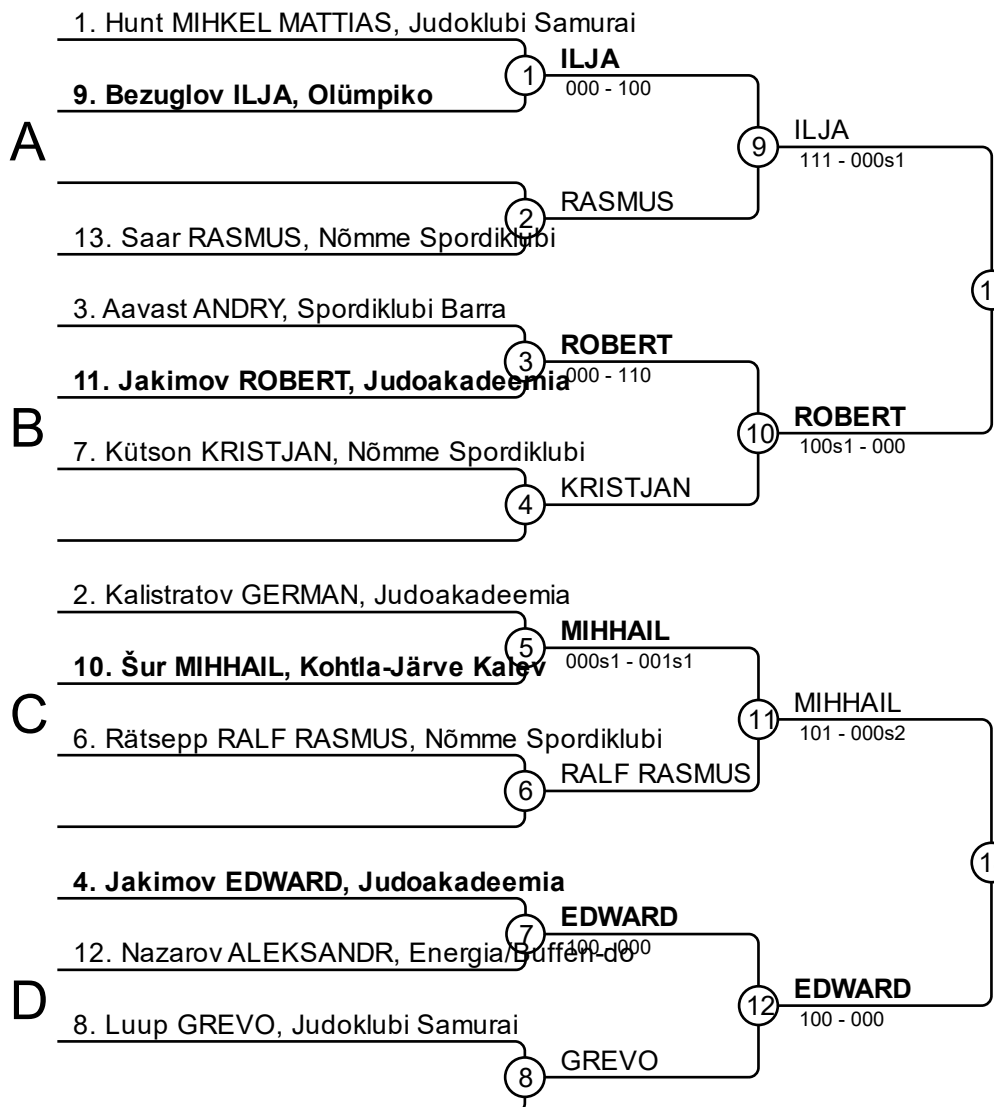 1. Hunt MIHKEL MATTIAS, Judoklubi Samurai
1
ILJA
000 - 100
9. Bezuglov ILJA, Olümpiko
A
9
ILJA
111 - 000s1
2
RASMUS
13. Saar RASMUS, Nõmme Spordiklubi
1
3. Aavast ANDRY, Spordiklubi Barra
3
ROBERT
000 - 110
11. Jakimov ROBERT, Judoakadeemia
B
10
ROBERT
100s1 - 000
7. Kütson KRISTJAN, Nõmme Spordiklubi
4
KRISTJAN
2. Kalistratov GERMAN, Judoakadeemia
5
MIHHAIL
000s1 - 001s1
10. Šur MIHHAIL, Kohtla-Järve Kalev
C
11
MIHHAIL
101 - 000s2
6. Rätsepp RALF RASMUS, Nõmme Spordiklubi
6
RALF RASMUS
1
4. Jakimov EDWARD, Judoakadeemia
7
EDWARD
100 - 000
12. Nazarov ALEKSANDR, Energia/Buffen-do
D
12
EDWARD
100 - 000
8. Luup GREVO, Judoklubi Samurai
8
GREVO